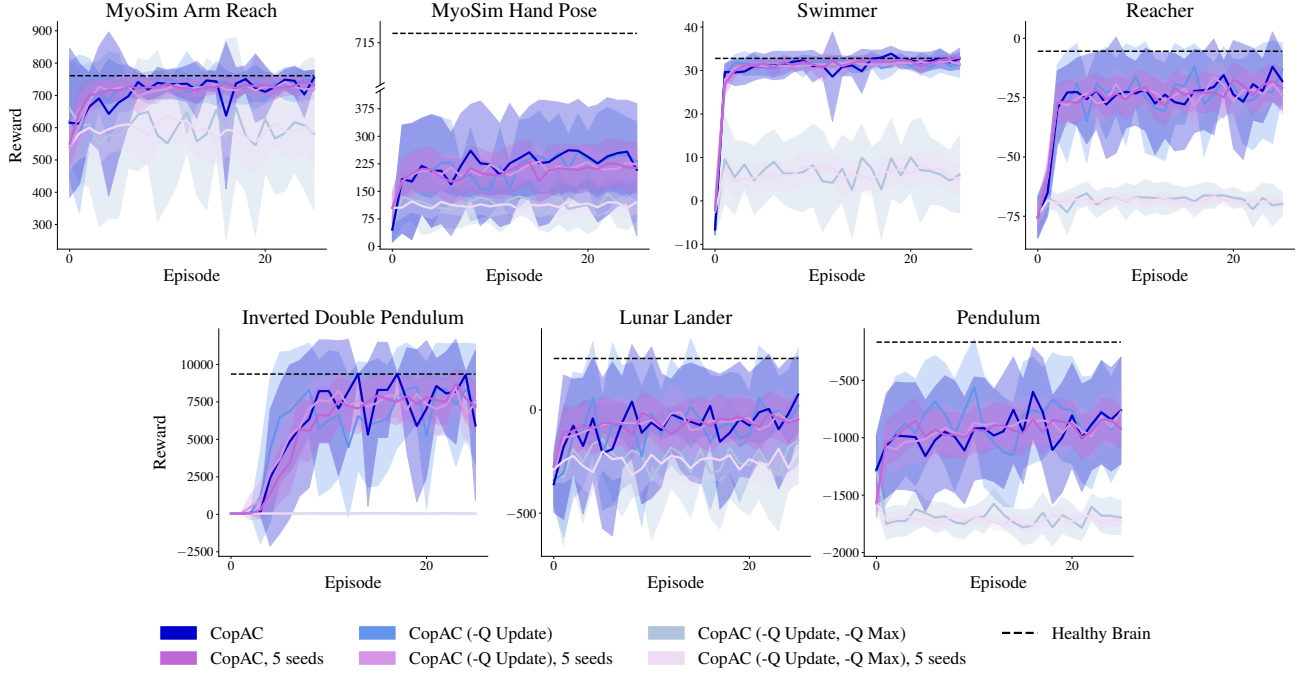 MyoSim Arm Reach
MyoSim Hand Pose
Swimmer
Reacher
Reward
900
800
700
600
500
400
300
0
20
Episode
715
375
300
225
150
75
0
0
20
Episode
40
30
20
10
0
−10
0
20
Episode
0
−25
−50
−75
0
20
Episode
Inverted Double Pendulum
Lunar Lander
Pendulum
Reward
10000
7500
5000
2500
0
−2500
0
20
Episode
0
−500
0
20
Episode
−500
−1000
−1500
−2000
0
20
Episode
CopAC
CopAC (-Q Update)
CopAC (-Q Update, -Q Max)
Healthy Brain
CopAC, 5 seeds
CopAC (-Q Update), 5 seeds
CopAC (-Q Update, -Q Max), 5 seeds